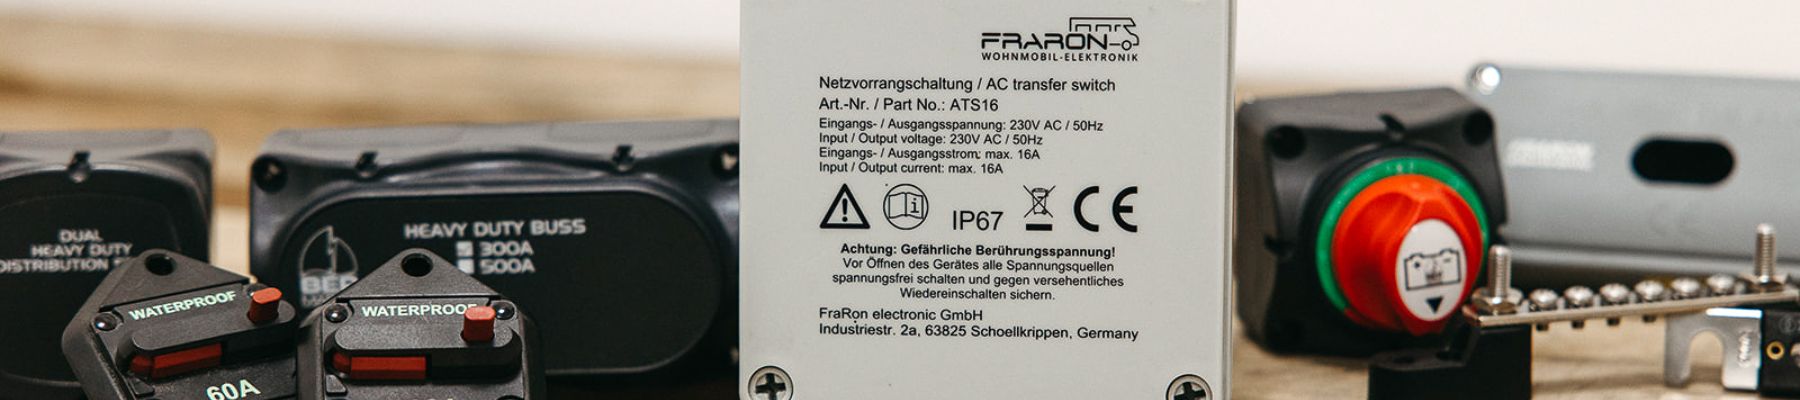 DUAL
HEAVY DUTY
DISTRIBUTION
WATERPROOF
60A
HEAVY DUTY BUSS
300A
500A
BEP
WATERPROOF
FRARON
WOHNMOBIL-ELEKTRONIK
Netzvorrangschaltung / AC transfer switch
Art.-Nr. / Part No.: ATS16
Eingangs- / Ausgangsspannung: 230V AC / 50Hz
Input / Output voltage: 230V AC / 50Hz
Eingangs- / Ausgangsstrom: max. 16A
Input / Output current: max. 16A
IP67
CE
Achtung: Gefährliche Berührungsspannung!
Vor Öffnen des Gerätes alle Spannungsquellen
spannungsfrei schalten und gegen versehentliches
Wiedereinschalten sichern.
FraRon electronic GmbH
Industriestr. 2a, 63825 Schoellkrippen, Germany